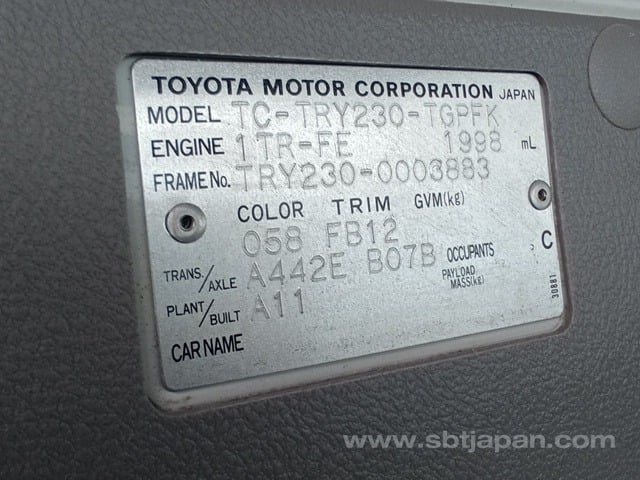 TOYOTA MOTOR CORPORATION JAPAN
MODEL TC-TRY230-TGPFK
ENGINE 1TR-FE 1998 mL
FRAME No. TRY230-0003883
COLOR TRIM GVM(kg)
058 FB12
TRANS./AXLE A442E B07B OCCUPANTS , C
PAYLOAD MASS(kg)
PLANT/BUILT A11
30881
CAR NAME
www.sbtjapan.com